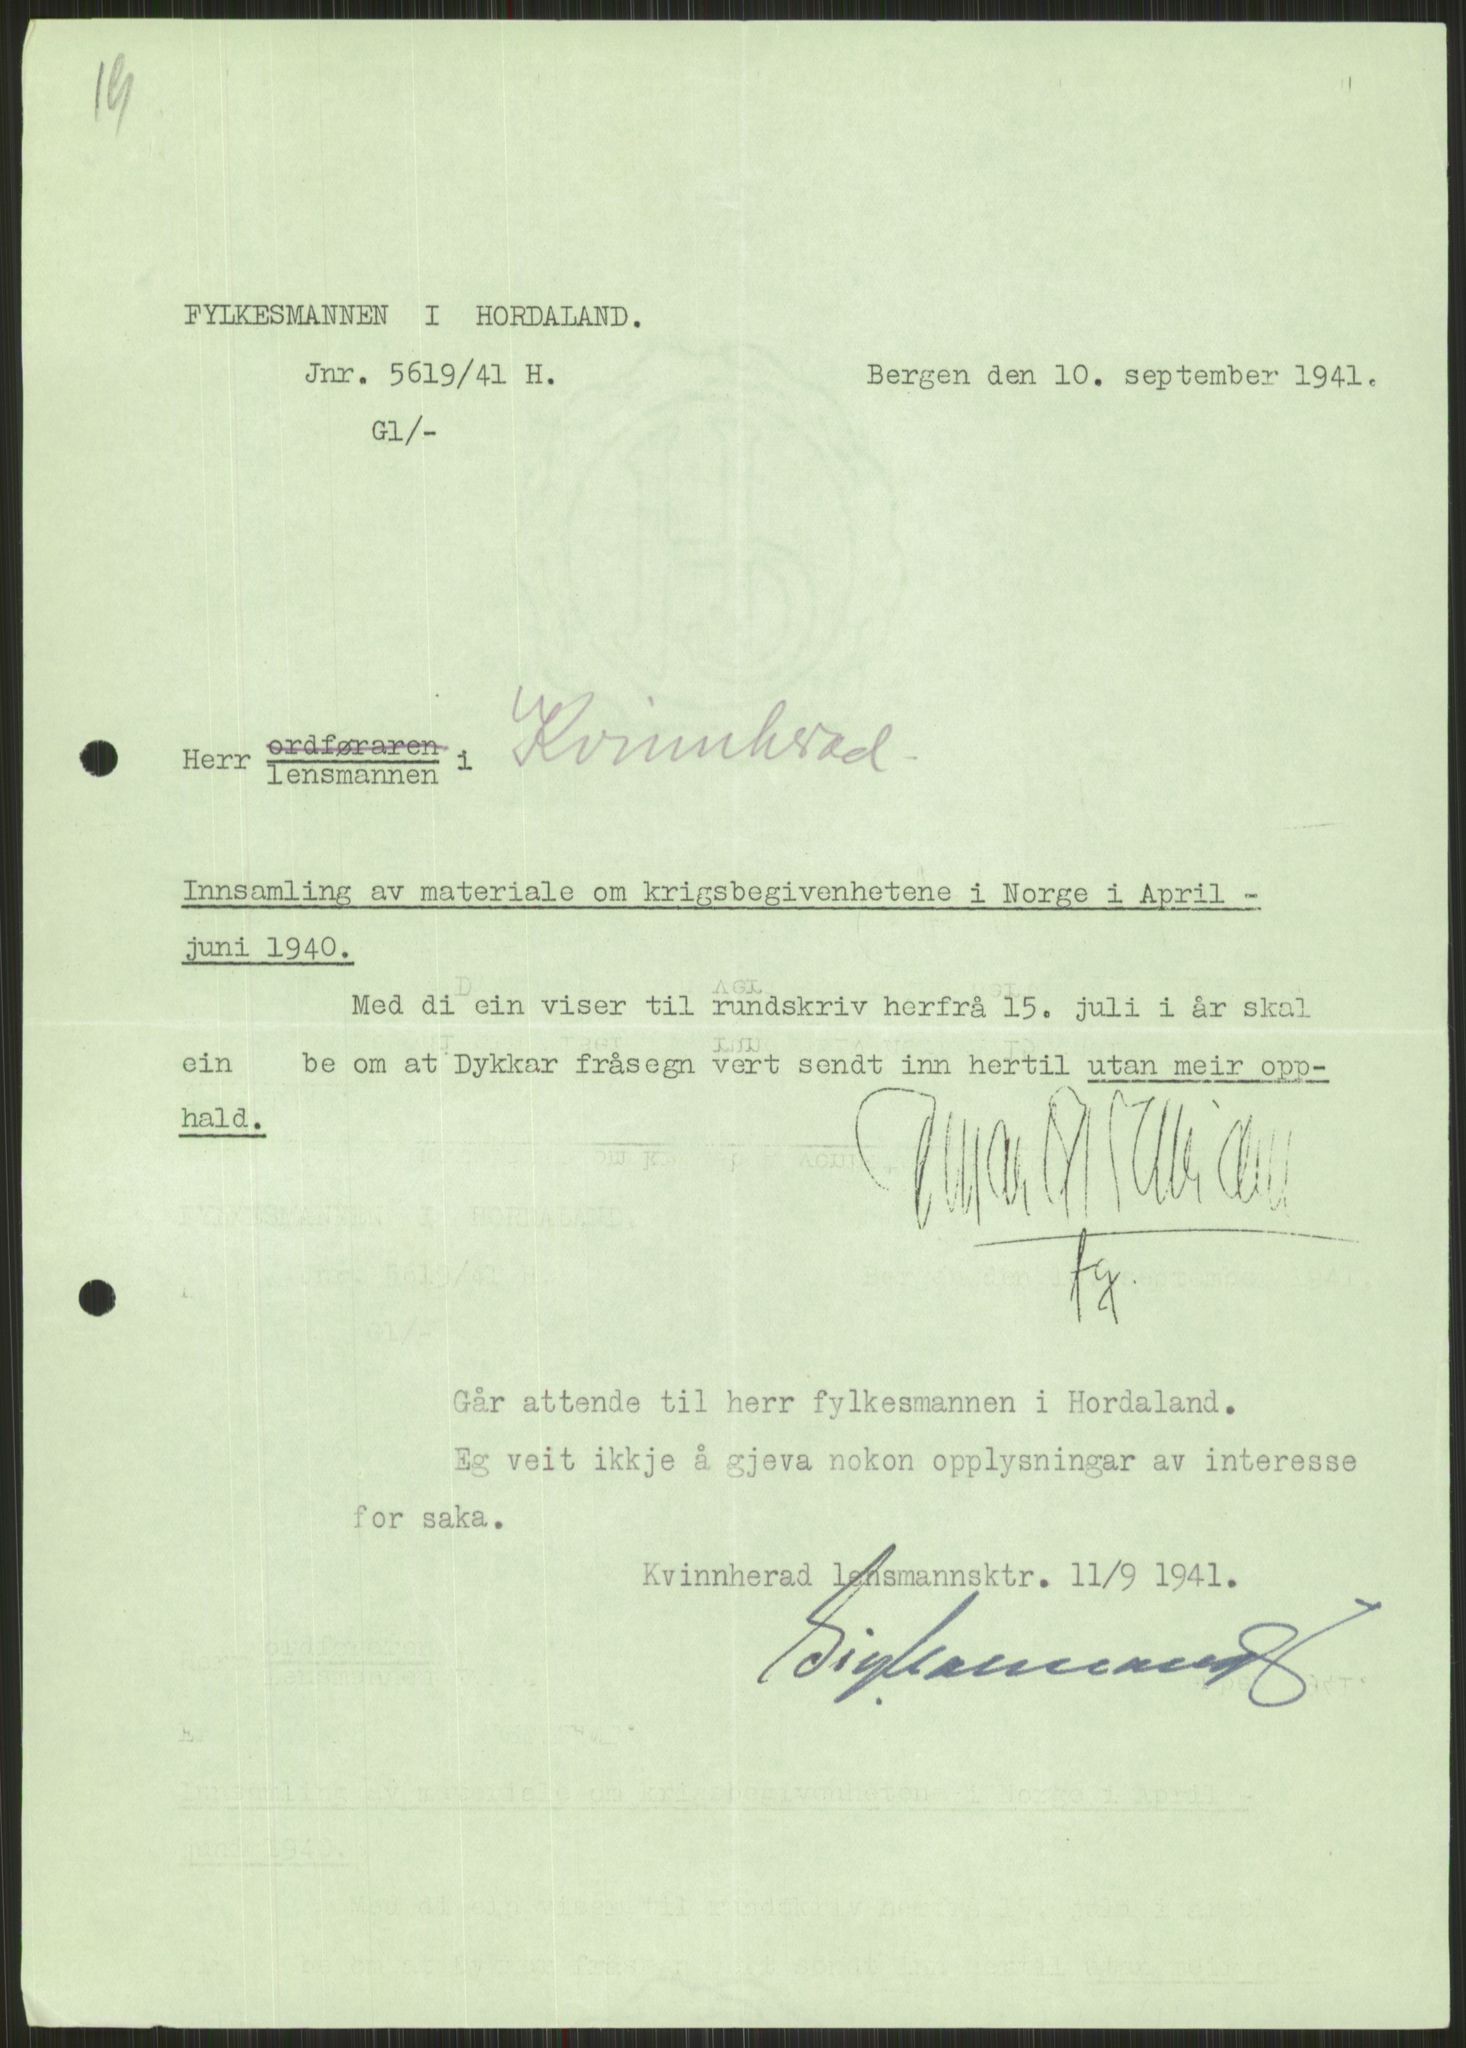 19
FYLKESMANNEN I HORDALAND.
Jnr. 5619/41 H.
Bergen den 10. september 1941.
Gl/-
ordføraren
Herr lensmannen i Kvinnherad
Innsamling av materiale om krigsbegivenhetene i Norge i April -
juni 1940.
Med di ein viser til rundskriv herfrå 15. juli i år skal
ein be om at Dykkar fråsegn vert sendt inn hertil utan meir opp-
hald.
fg.
Går attende til herr fylkesmannen i Hordaland.
Eg veit ikkje å gjeva nokon opplysningar av interesse
for saka.
Kvinnherad lensmannsktr. 11/9 1941.